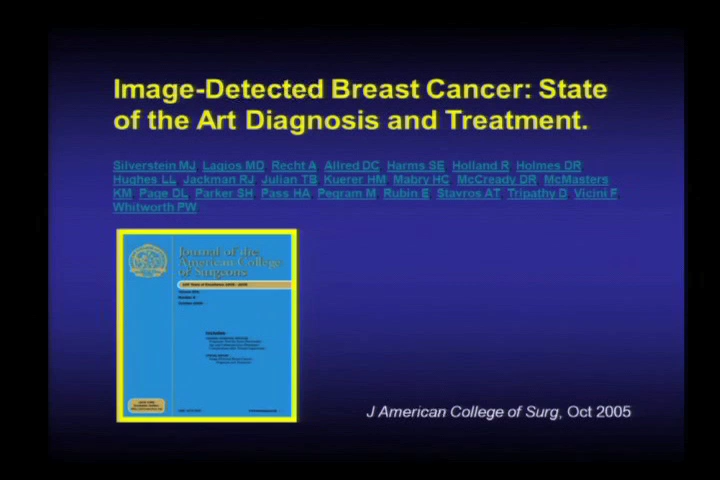 Image-Detected Breast Cancer: State
of the Art Diagnosis and Treatment.
Silverstein MJ Lagios MD Recht A Allred DC Harms SE Holland R Holmes DR
Hughes LL Jackman RJ Julian TB Kuerer HM Mabry HC McCready DR McMasters
KM Page DL Parker SH Pass HA Pegram M Rubin E Stavros AT Tripathy D Vicini F
Whitworth PW
Journal of the
American College
of Surgeons
J American College of Surg, Oct 2005